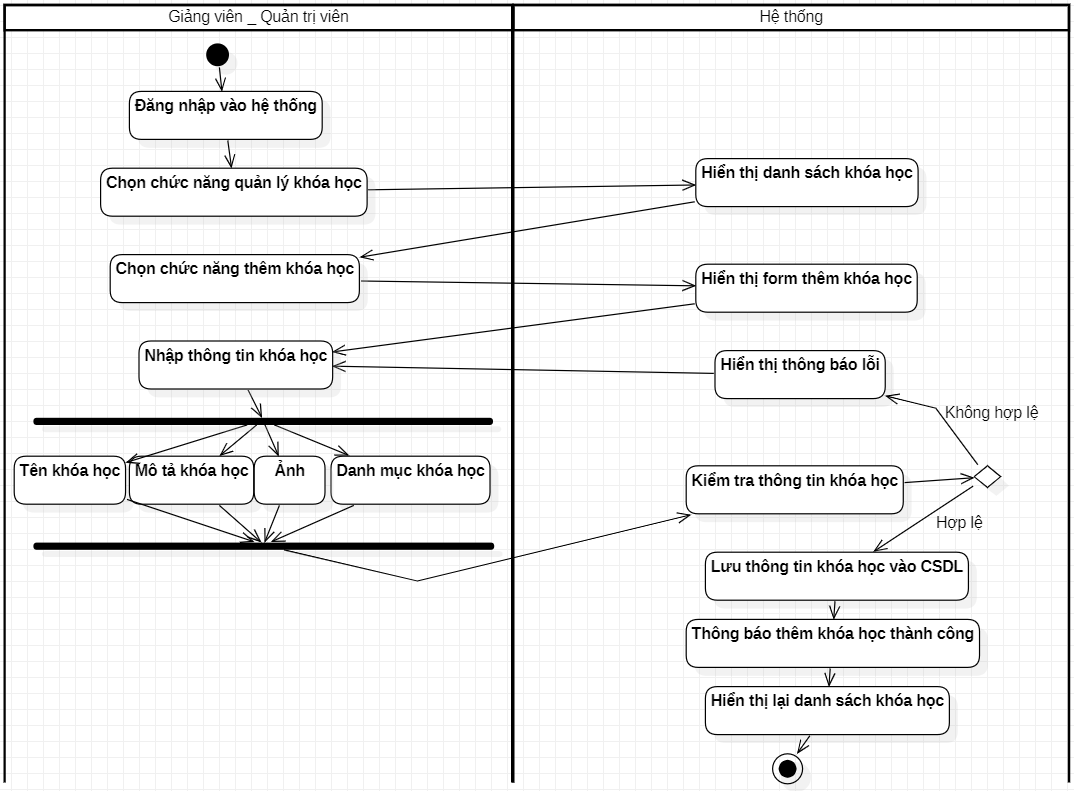 Giảng viên _ Quản trị viên
Hệ thống
Đăng nhập vào hệ thống
Chọn chức năng quản lý khóa học
Hiển thị danh sách khóa học
Chọn chức năng thêm khóa học
Hiển thị form thêm khóa học
Nhập thông tin khóa học
Hiển thị thông báo lỗi
Không hợp lệ
Tên khóa học
Mô tả khóa học
Ảnh
Danh mục khóa học
Kiểm tra thông tin khóa học
Hợp lệ
Lưu thông tin khóa học vào CSDL
Thông báo thêm khóa học thành công
Hiển thị lại danh sách khóa học